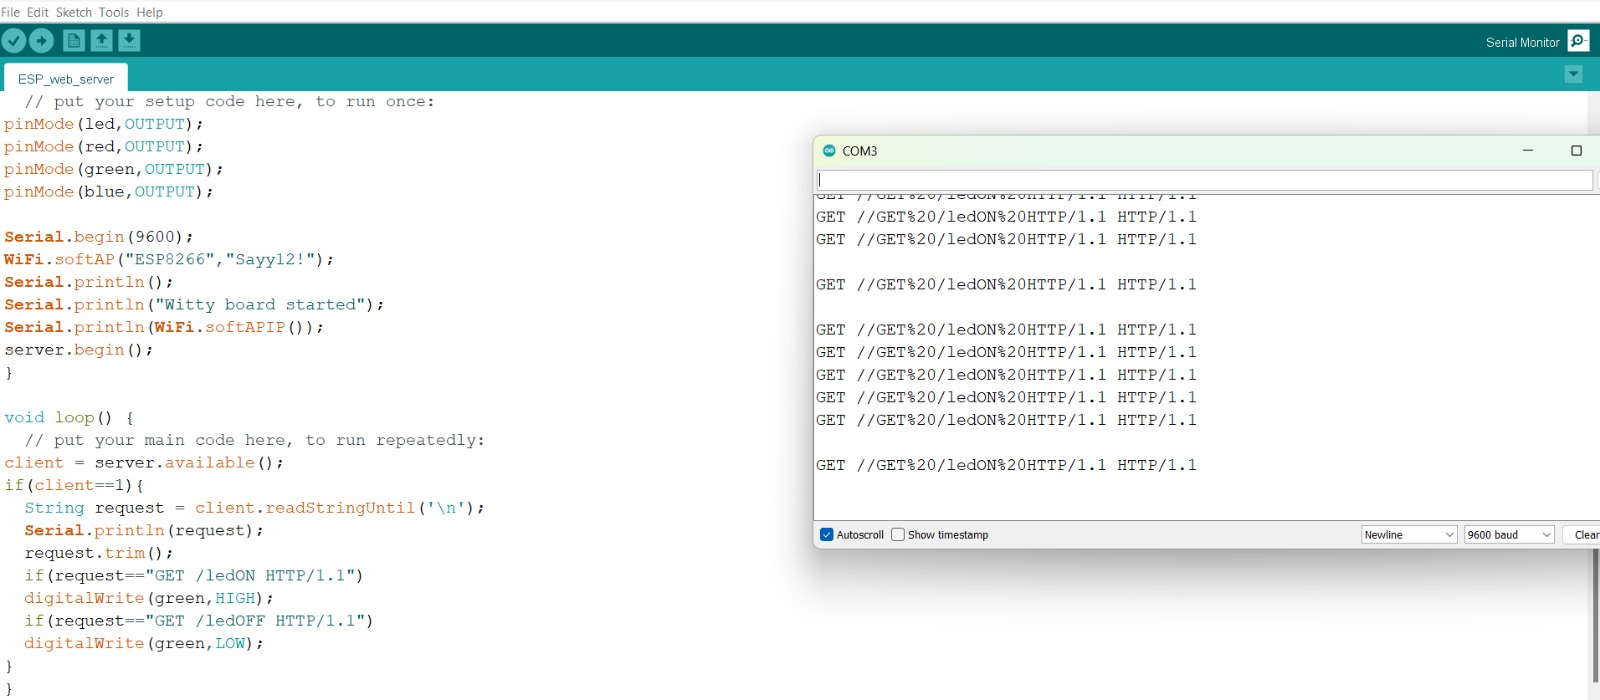 File Edit Sketch Tools Help
Serial Monitor
ESP_web_server
// put your setup code here, to run once:
pinMode(led,OUTPUT);
pinMode(red,OUTPUT);
pinMode(green,OUTPUT);
pinMode(blue,OUTPUT);
Serial.begin(9600);
WiFi.softAP("ESP8266","Sayy12!");
Serial.println();
Serial.println("Witty board started");
Serial.println(WiFi.softAPIP());
server.begin();
}
void loop() {
// put your main code here, to run repeatedly:
client = server.available();
if(client==1){
String request = client.readStringUntil('\n');
Serial.println(request);
request.trim();
if(request=="GET /ledON HTTP/1.1")
digitalWrite(green,HIGH);
if(request=="GET /ledOFF HTTP/1.1")
digitalWrite(green,LOW);
}
}
COM3
GET //GET%20/ledON%20HTTP/1.1 HTTP/1.1
GET //GET%20/ledON%20HTTP/1.1 HTTP/1.1
GET //GET%20/ledON%20HTTP/1.1 HTTP/1.1
GET //GET%20/ledON%20HTTP/1.1 HTTP/1.1
GET //GET%20/ledON%20HTTP/1.1 HTTP/1.1
GET //GET%20/ledON%20HTTP/1.1 HTTP/1.1
GET //GET%20/ledON%20HTTP/1.1 HTTP/1.1
GET //GET%20/ledON%20HTTP/1.1 HTTP/1.1
GET //GET%20/ledON%20HTTP/1.1 HTTP/1.1
GET //GET%20/ledON%20HTTP/1.1 HTTP/1.1
Autoscroll Show timestamp Newline 9600 baud Clear